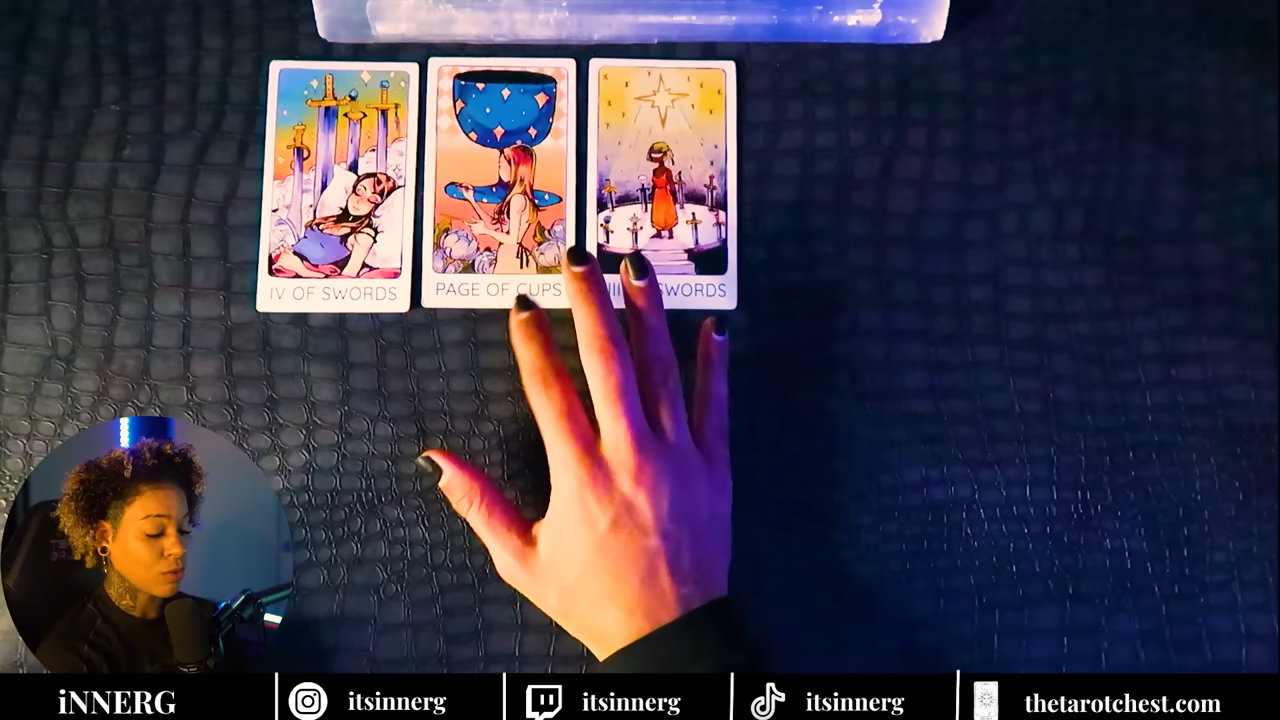 IV OF SWORDS
PAGE OF CUPS
SWORDS
iNNERG
itsinnerg
itsinnerg
itsinnerg
thetarotchest.com